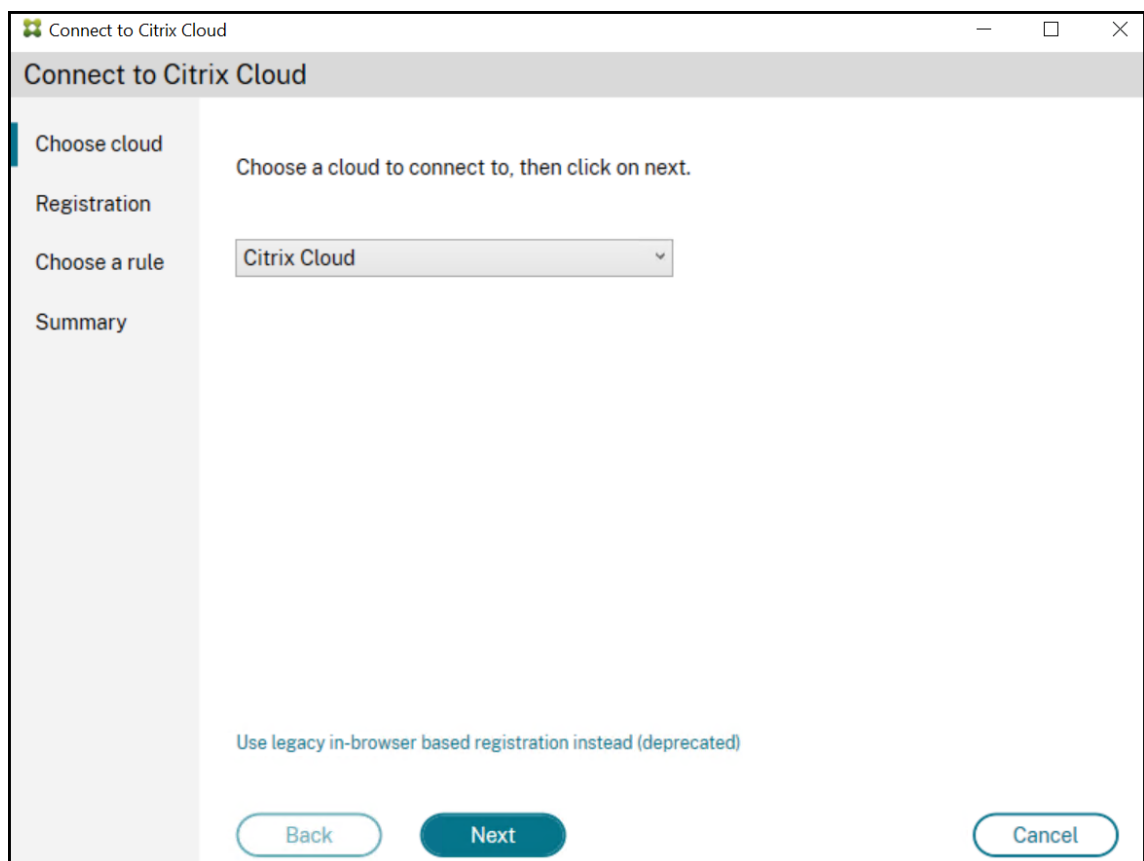 Connect to Citrix Cloud
Connect to Citrix Cloud
Choose cloud
Registration
Choose a rule
Summary
Choose a cloud to connect to, then click on next.
Citrix Cloud
Use legacy in-browser based registration instead (deprecated)
Back
Next
Cancel